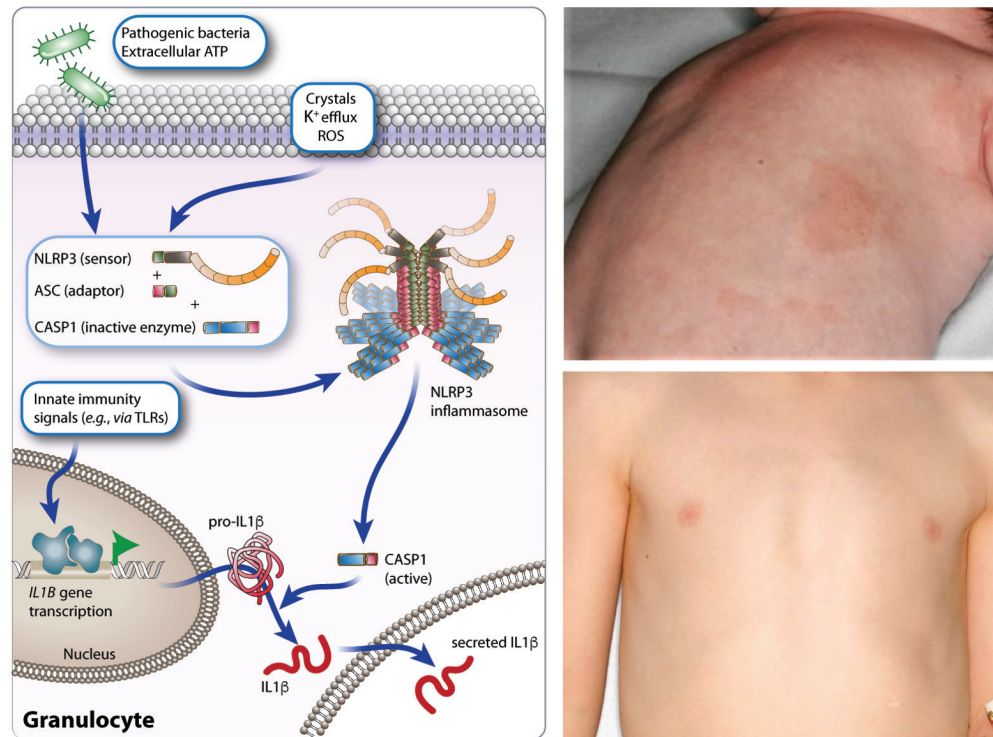 Pathogenic bacteria
Extracellular ATP
Crystals
K⁺ efflux
ROS
NLRP3 (sensor)
+
ASC (adaptor)
+
CASP1 (inactive enzyme)
NLRP3
inflammasome
Innate immunity
signals (e.g., via TLRs)
pro-IL1β
CASP1
(active)
IL1B gene
transcription
Nucleus
IL1β
secreted IL1β
Granulocyte